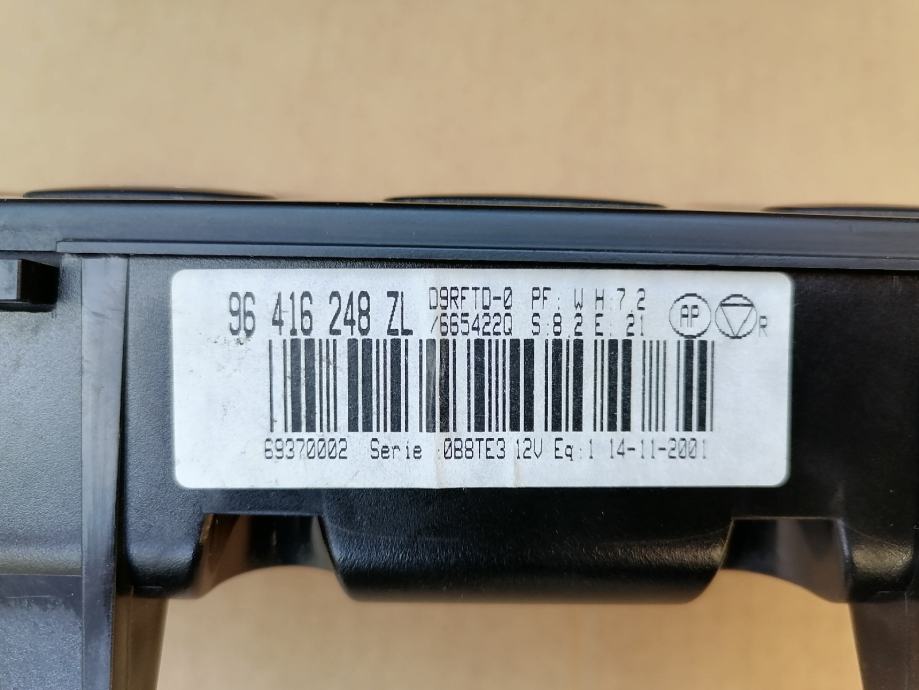 96 416 248 ZL D9RFTD-0 PF: W H:7.2
/665422Q S:8.2 E: 21 AP R
69370002 Serie :0B8TE3 12V Eq:1 14-11-2001